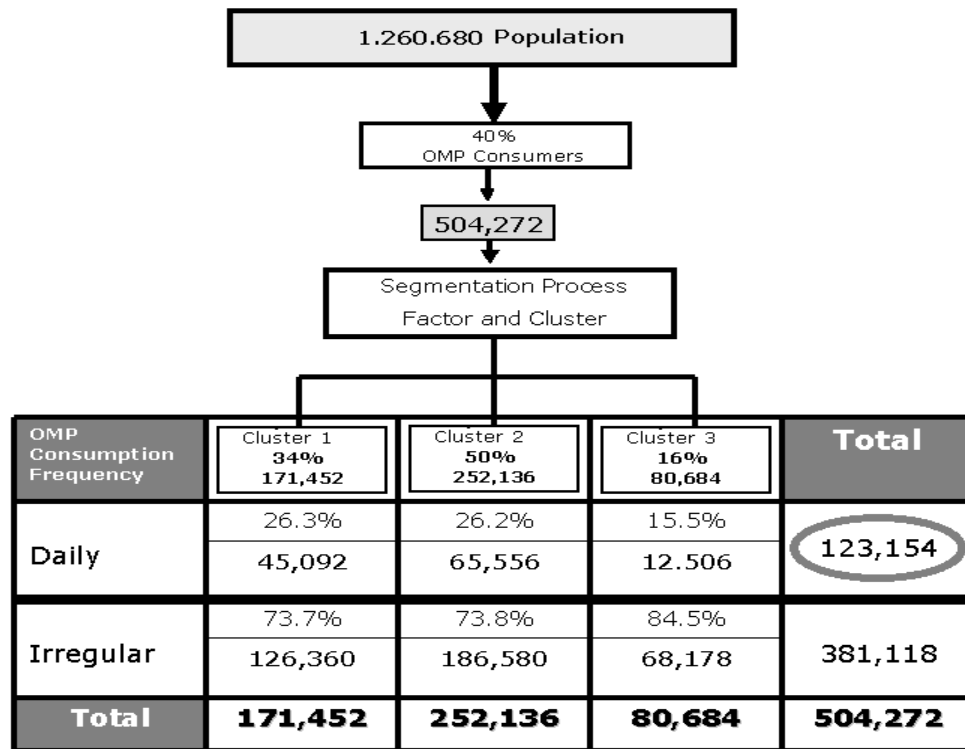 1.260.680 Population
40%
OMP Consumers
504,272
Segmentation Process
Factor and Cluster
OMP
Consumption
Frequency
Cluster 1
34%
171,452
Cluster 2
50%
252,136
Cluster 3
16%
80,684
Total
Daily
26.3%
26.2%
15.5%
45,092
65,556
12.506
123,154
Irregular
73.7%
73.8%
84.5%
126,360
186,580
68,178
381,118
Total
171,452
252,136
80,684
504,272